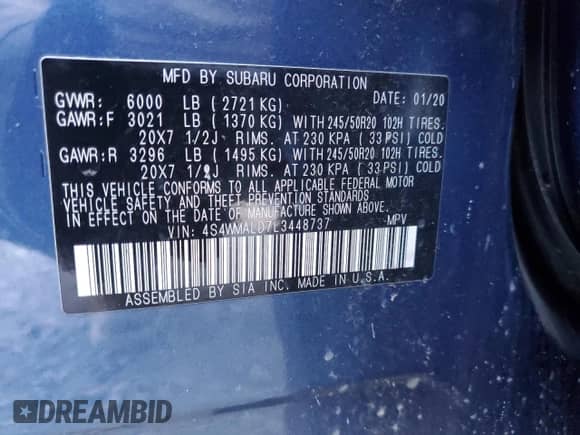 MFD BY SUBARU CORPORATION
GVWR: 6000 LB ( 2721 KG) DATE: 01/20
GAWR:F 3021 LB ( 1370 KG) WITH 245/50R20 102H TIRES.
20X7 1/2J RIMS. AT 230 KPA ( 33 PSI) COLD
GAWR:R 3296 LB ( 1495 KG) WITH 245/50R20 102H TIRES.
20X7 1/2J RIMS. AT 230 KPA ( 33 PSI) COLD
THIS VEHICLE CONFORMS TO ALL APPLICABLE FEDERAL MOTOR
VEHICLE SAFETY AND THEFT PREVENTION STANDARDS
IN EFFECT ON THE DATE OF MANUFACTURE SHOWN ABOVE.
VIN: 4S4WMALD7L3448737 MPV
ASSEMBLED BY SIA INC. MADE IN U.S.A.
DREAMBID